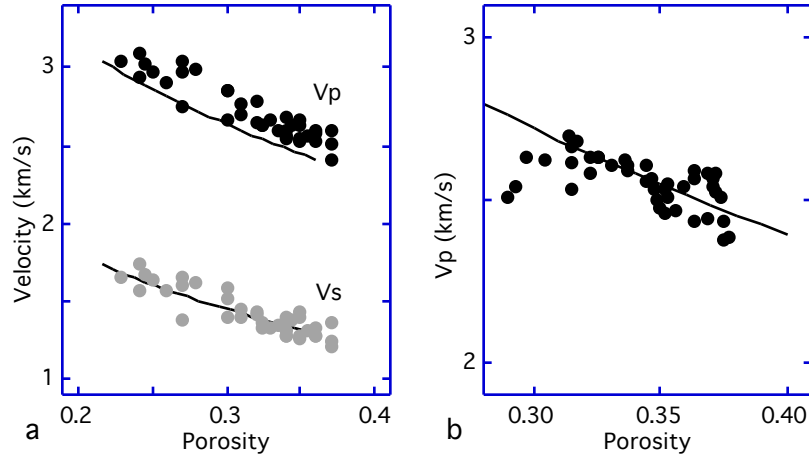 3
Vp
Velocity (km/s)
2
Vs
1
0.2 0.3 0.4
a Porosity
3
Vp (km/s)
2
0.30 0.35 0.40
b Porosity